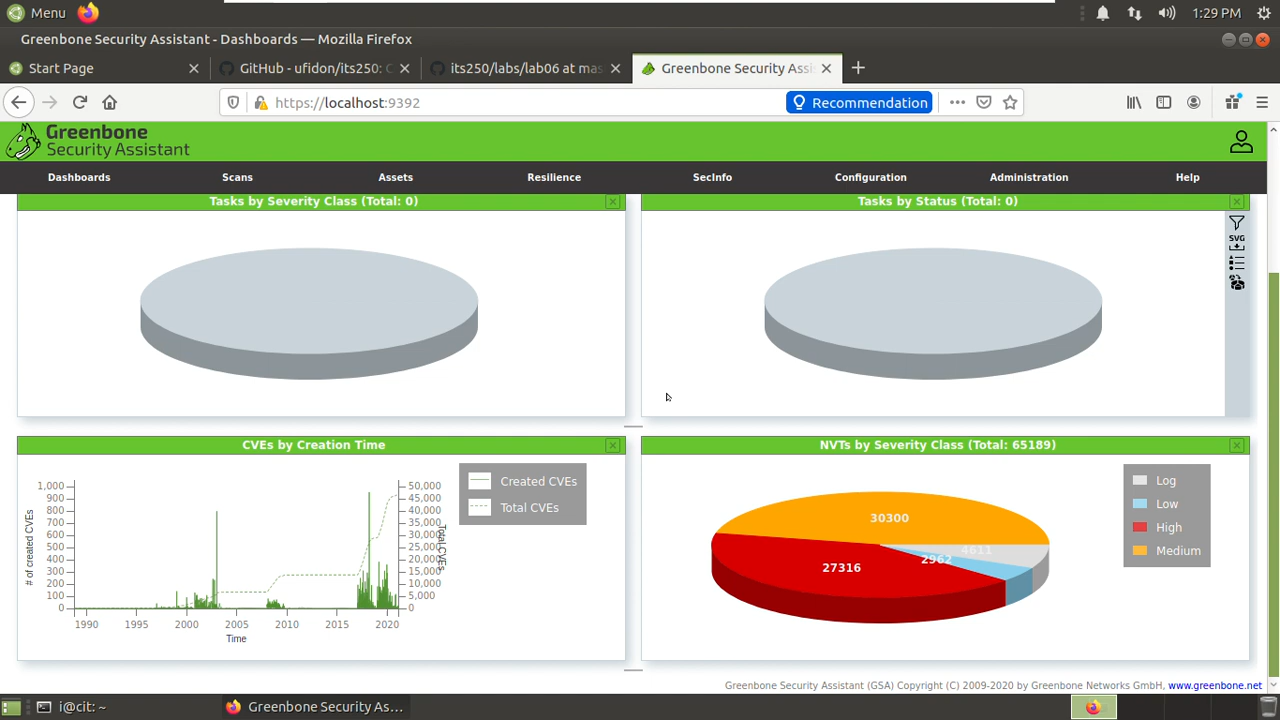 Menu
1:29 PM
Greenbone Security Assistant - Dashboards — Mozilla Firefox
Start Page
GitHub - ufidon/its250: C
its250/labs/lab06 at mas
Greenbone Security Assis
https://localhost:9392
Recommendation
Greenbone
Security Assistant
Dashboards
Scans
Assets
Resilience
SecInfo
Configuration
Administration
Help
Tasks by Severity Class (Total: 0)
Tasks by Status (Total: 0)
SVG
CVEs by Creation Time
1,000
900
800
700
600
500
400
300
200
100
0
# of created CVEs
50,000
45,000
40,000
35,000
30,000
25,000
20,000
15,000
10,000
5,000
0
Total CVEs
1990
1995
2000
2005
2010
2015
2020
Time
Created CVEs
Total CVEs
NVTs by Severity Class (Total: 65189)
30300
4611
2962
27316
Log
Low
High
Medium
Greenbone Security Assistant (GSA) Copyright (C) 2009-2020 by Greenbone Networks GmbH, www.greenbone.net
i@cit: ~
Greenbone Security As...